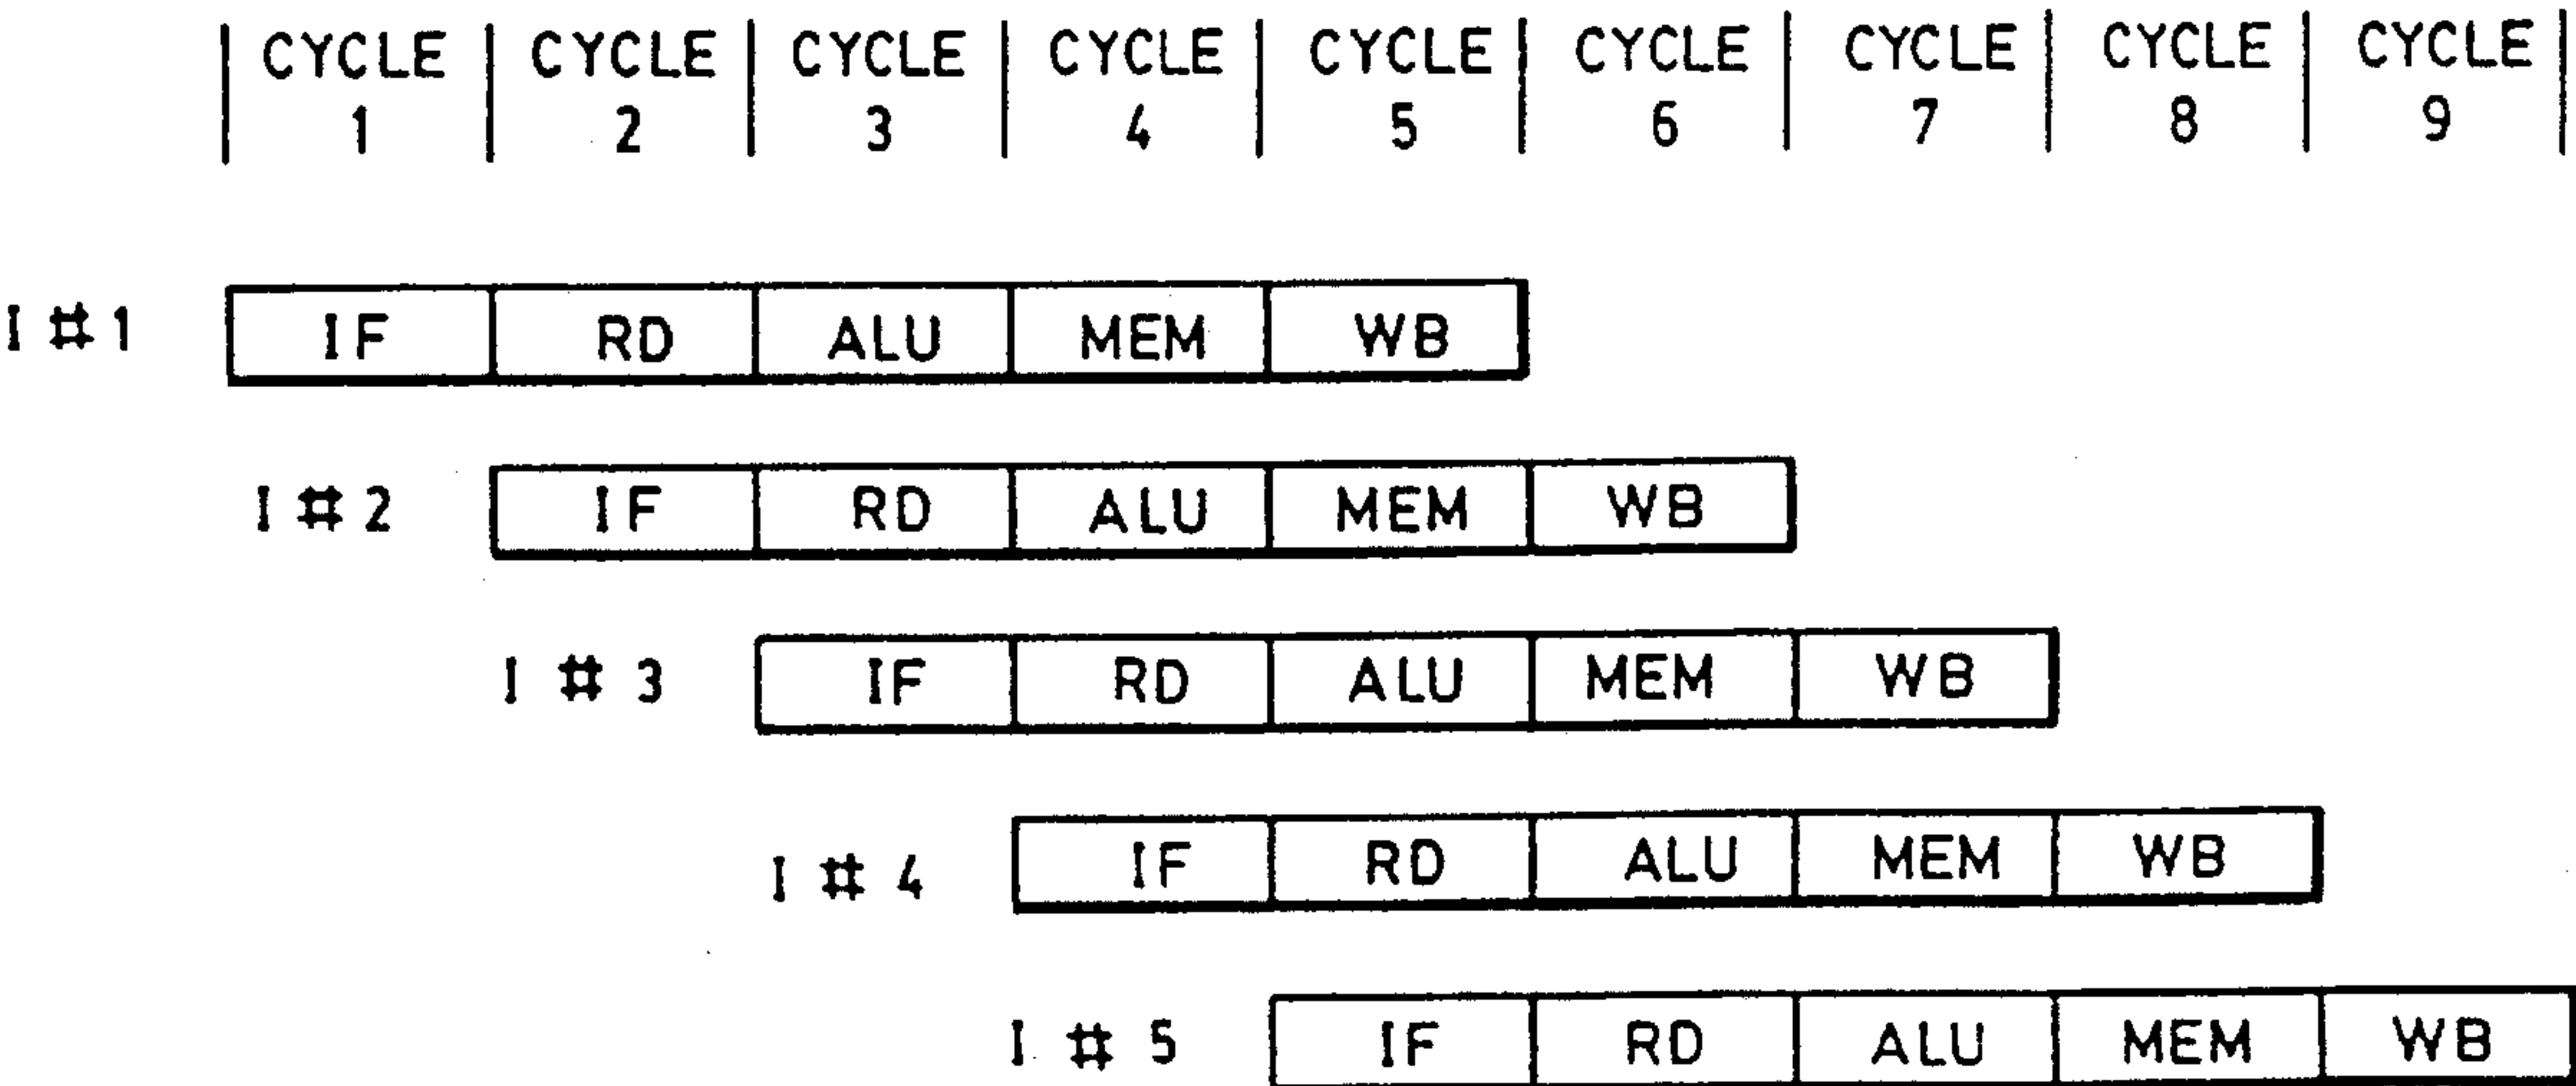 CYCLE CYCLE CYCLE CYCLE CYCLE CYCLE CYCLE CYCLE CYCLE
1 2 3 4 5 6 7 8 9
I # 1 IF RD ALU MEM WB
I # 2 IF RD ALU MEM WB
I # 3 IF RD ALU MEM WB
I # 4 IF RD ALU MEM WB
I # 5 IF RD ALU MEM WB